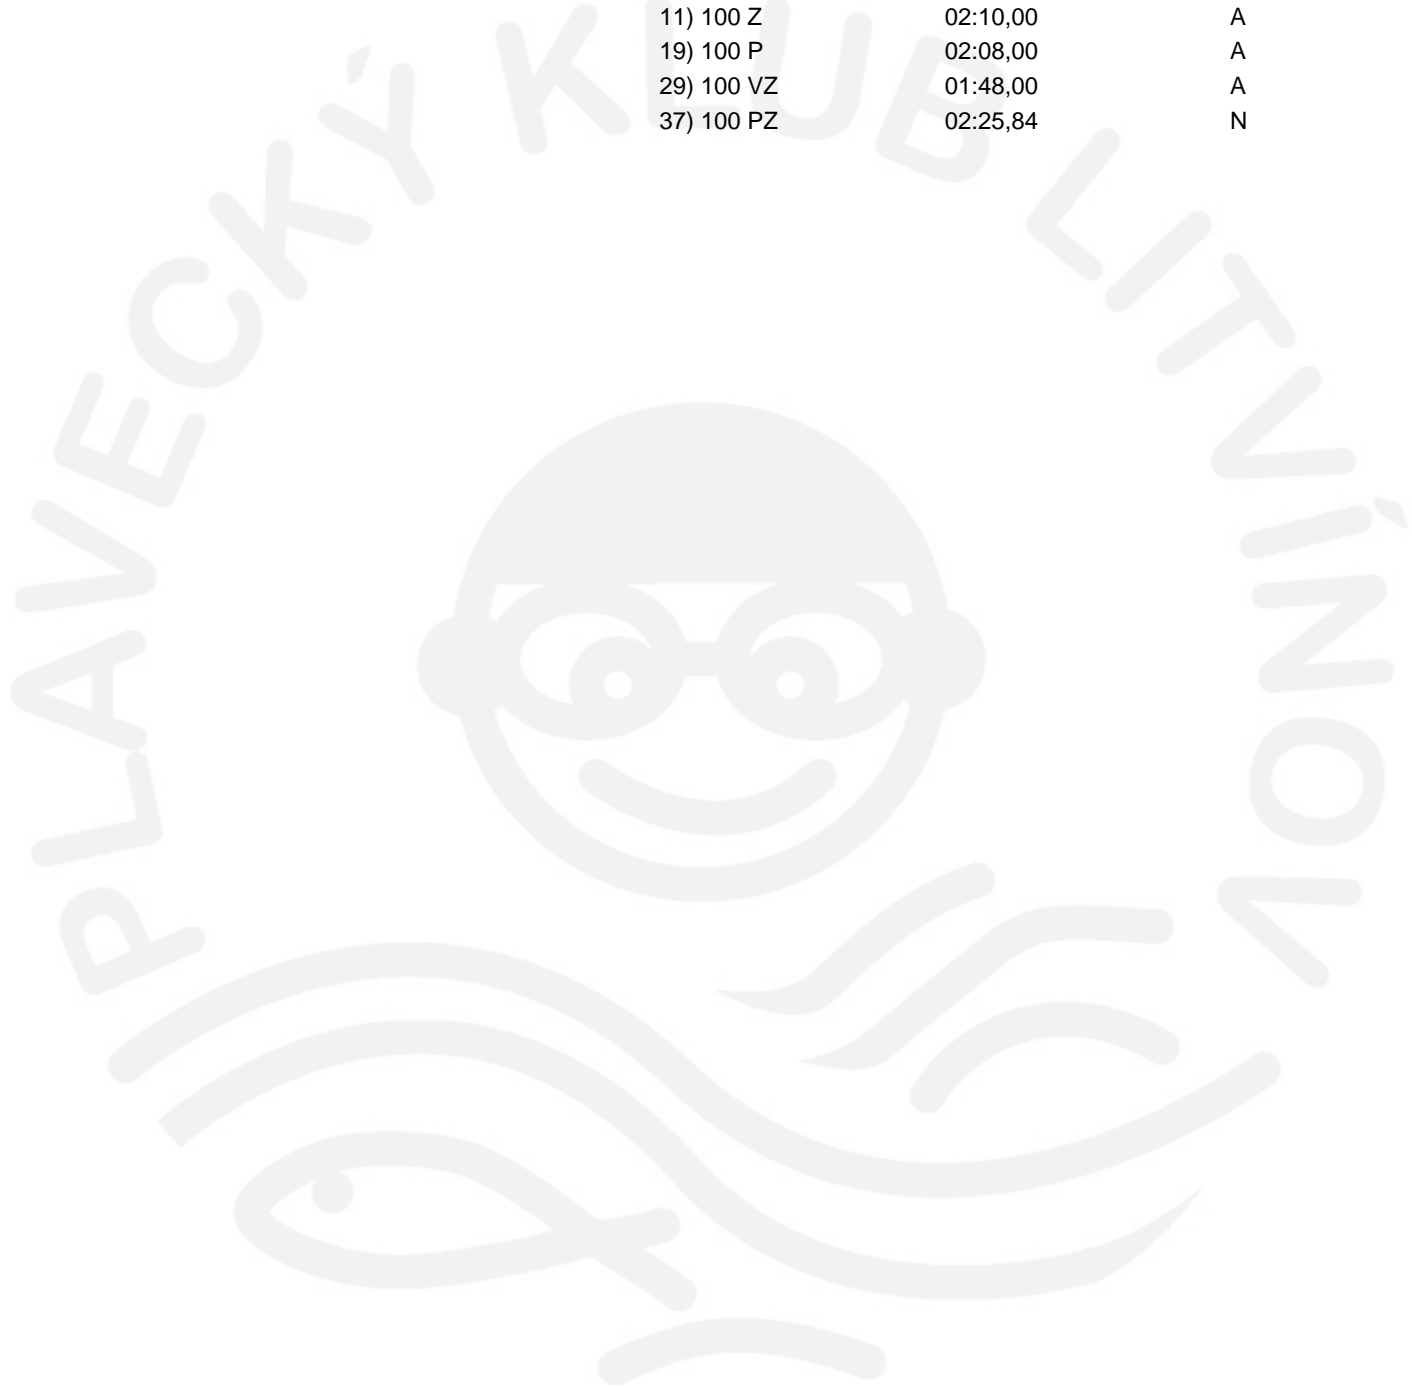 11) 100 Z 02:10,00 A
19) 100 P 02:08,00 A
29) 100 VZ 01:48,00 A
37) 100 PZ 02:25,84 N
PLAVECKÝ KLUB LITVÍNOV